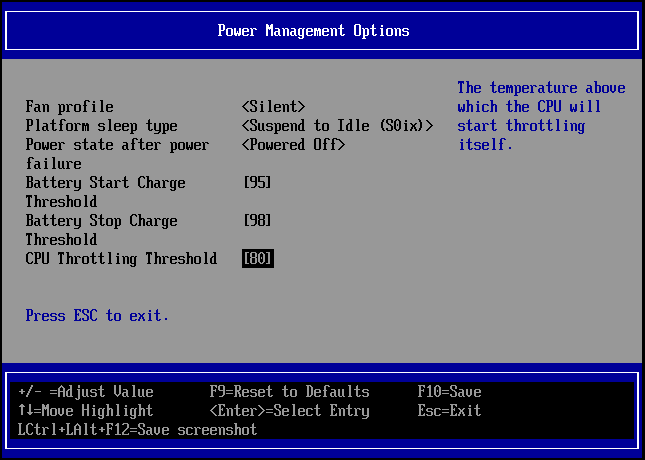 Power Management Options
Fan profile <Silent>
Platform sleep type <Suspend to Idle (S0ix)>
Power state after power <Powered Off>
failure
Battery Start Charge [95]
Threshold
Battery Stop Charge [98]
Threshold
CPU Throttling Threshold [80]
Press ESC to exit.
The temperature above
which the CPU will
start throttling
itself.
+/- =Adjust Value F9=Reset to Defaults F10=Save
↑↓=Move Highlight <Enter>=Select Entry Esc=Exit
LCtrl+LAlt+F12=Save screenshot